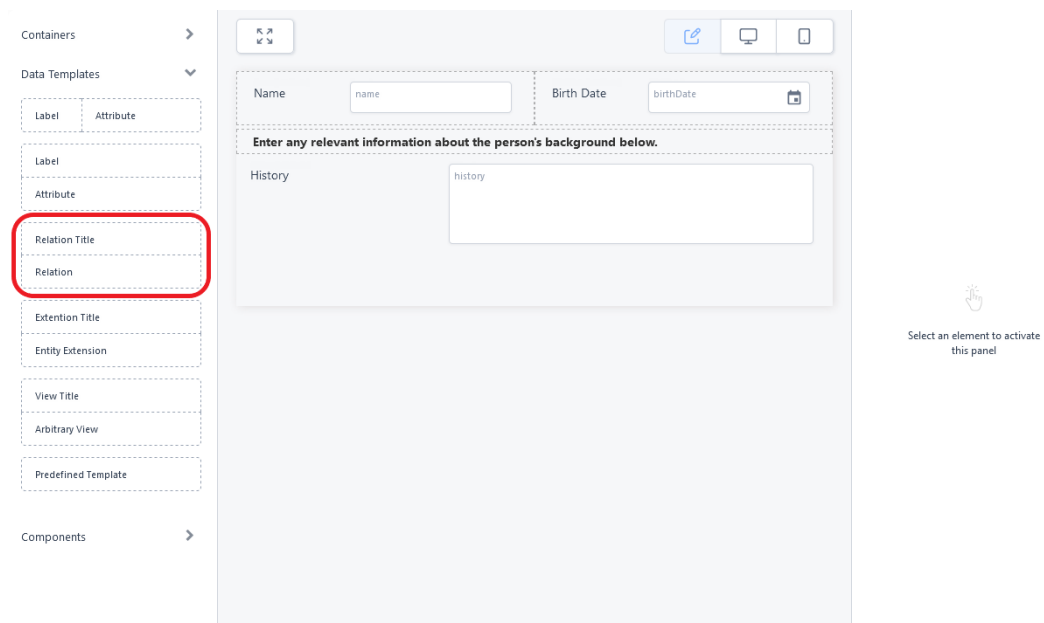 Containers
Data Templates
Label Attribute
Label
Attribute
Relation Title
Relation
Extention Title
Entity Extension
View Title
Arbitrary View
Predefined Template
Components
Name name Birth Date birthDate
Enter any relevant information about the person's background below.
History history
Select an element to activate
this panel